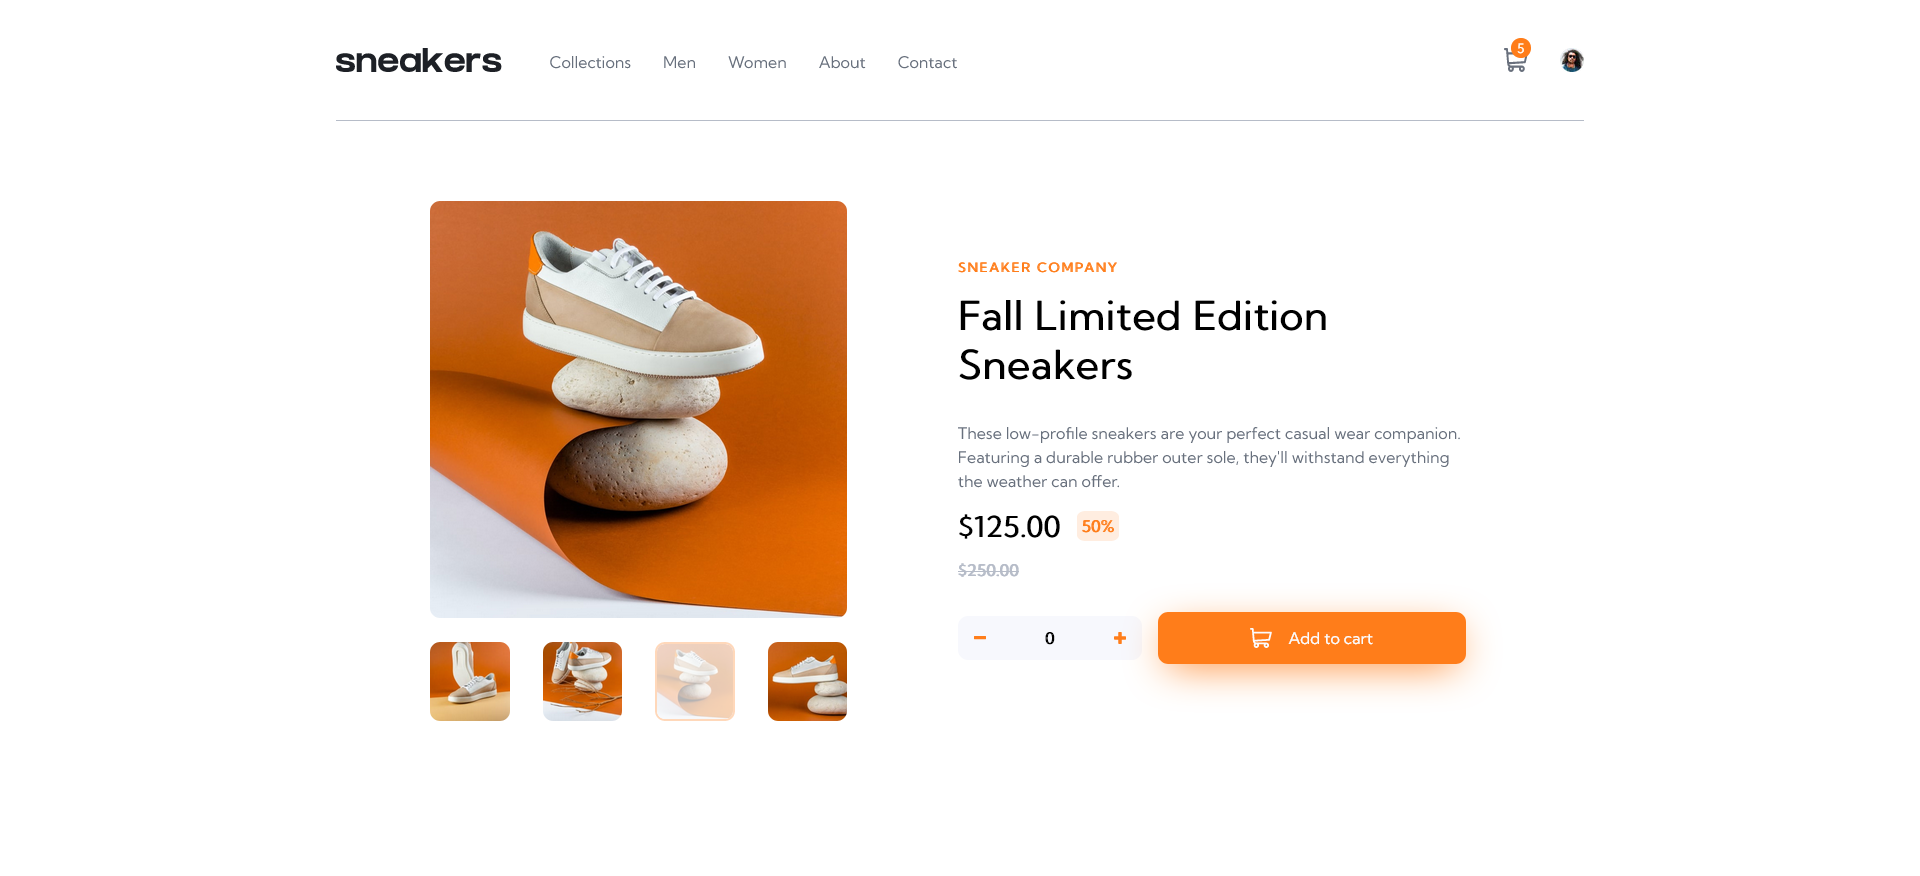 sneakers
Collections
Men
Women
About
Contact
5
SNEAKER COMPANY
Fall Limited Edition
Sneakers
These low-profile sneakers are your perfect casual wear companion.
Featuring a durable rubber outer sole, they'll withstand everything
the weather can offer.
$125.00 50%
$250.00
0
Add to cart